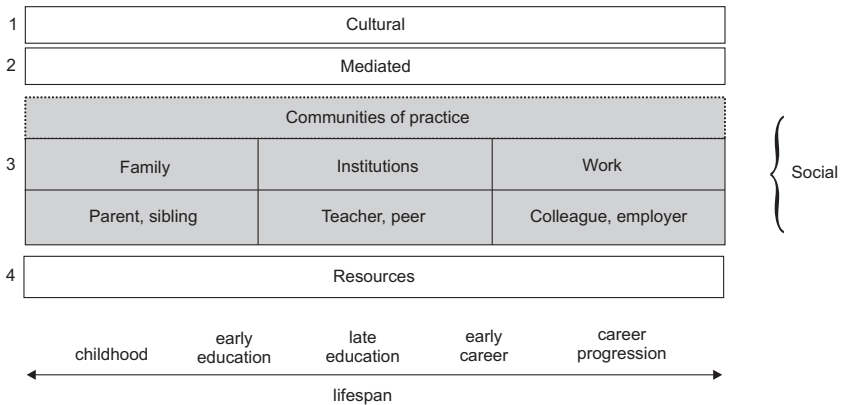 1 Cultural
2 Mediated
Communities of practice
3 Family Institutions Work
Social
Parent, sibling Teacher, peer Colleague, employer
4 Resources
childhood
early
education
late
education
early
career
career
progression
lifespan